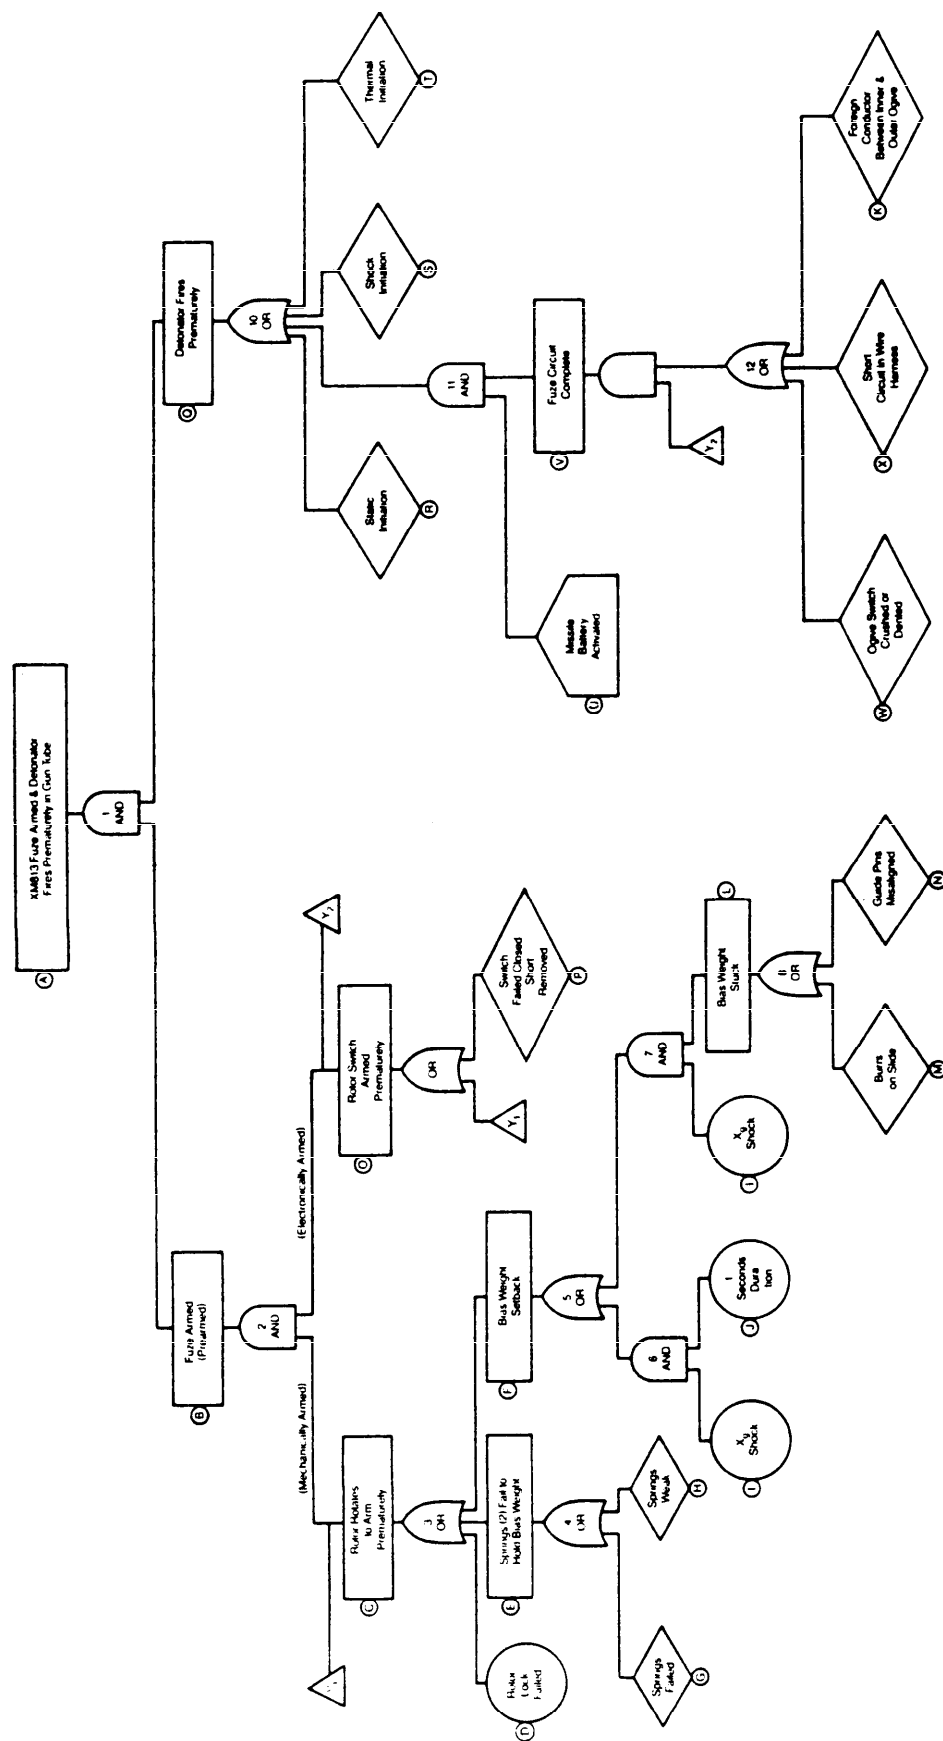 XM813 Fuze Armed & Detonator
Fires Prematurely in Gun Tube
A
1
AND
Fuze Armed
(Prearmed)
B
2
AND
(Mechanically Armed)
(Electronically Armed)
Rotor Rotates
to Arm
Prematurely
C
3
OR
Rotor
Lock
Failed
D
Springs (2) Fail to
Hold Bias Weight
E
4
OR
Springs
Failed
G
Springs
Weak
H
Bias Weight
Setback
F
5
OR
6
AND
Xg
Shock
I
1
Seconds
Dura
tion
J
7
AND
Xg
Shock
I
Bias Weight
Stuck
L
8
OR
Burrs
on Slide
M
Guide Pins
Misaligned
N
Y2
Rotor Switch
Armed
Prematurely
O
OR
Y1
Switch
Failed Closed
Short
Removed
P
Detonator Fires
Prematurely
Q
10
OR
Static
Initiation
R
Shock
Initiation
S
Thermal
Initiation
T
11
AND
Missile
Battery
Activated
U
Fuze Circuit
Complete
V
Y2
12
OR
Ogive Switch
Crushed or
Dented
W
Short
Circuit In Wire
Harness
X
Foreign
Conductor
Between Inner &
Outer Ogive
K